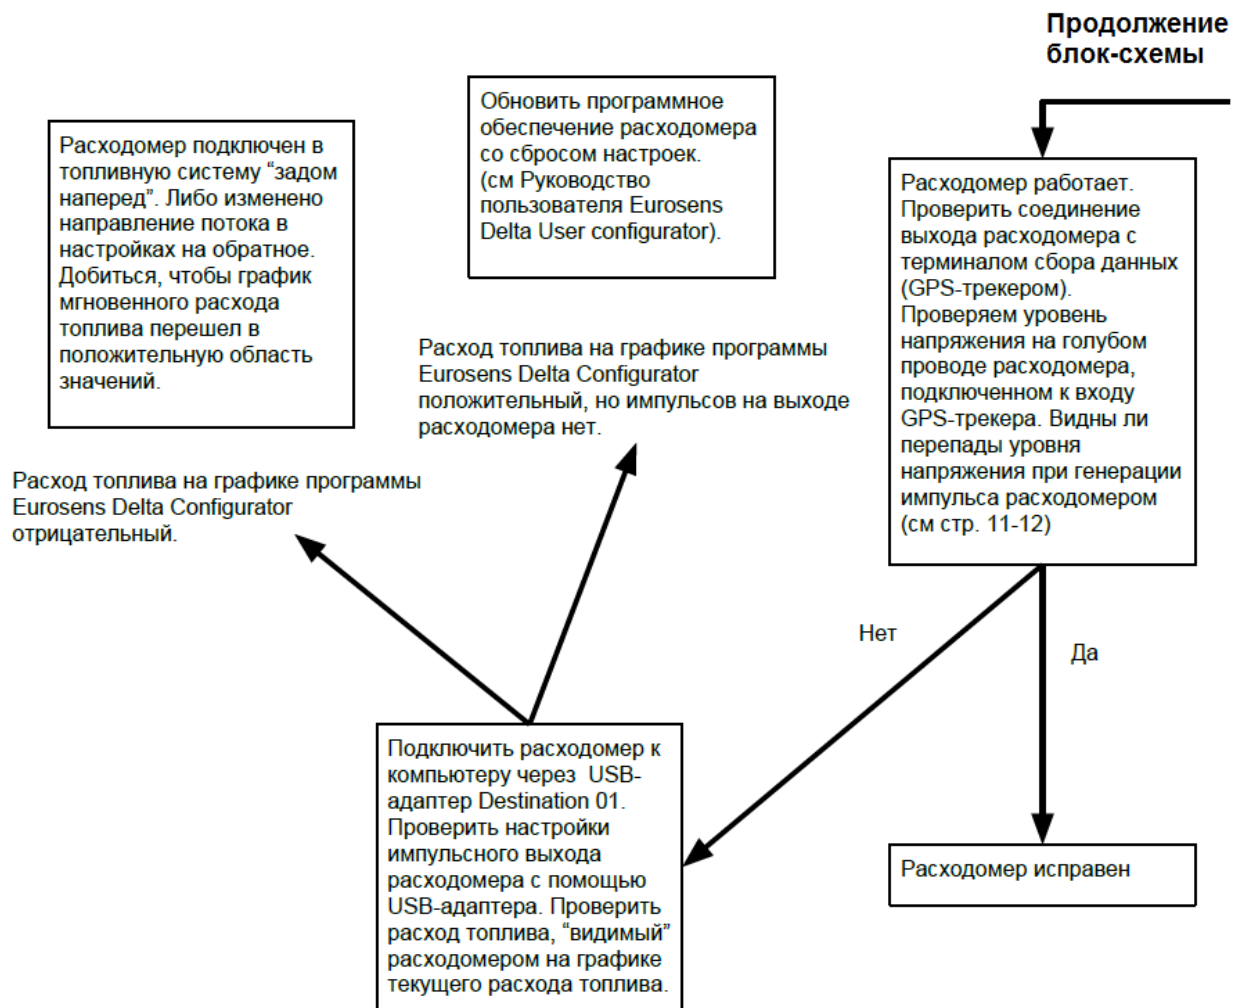 Продолжение
блок-схемы
Обновить программное
обеспечение расходомера
со сбросом настроек.
(см Руководство
пользователя Eurosens
Delta User configurator).
Расходомер подключен в
топливную систему “задом
наперед”. Либо изменено
направление потока в
настройках на обратное.
Добиться, чтобы график
мгновенного расхода
топлива перешел в
положительную область
значений.
Расходомер работает.
Проверить соединение
выхода расходомера с
терминалом сбора данных
(GPS-трекером).
Проверяем уровень
напряжения на голубом
проводе расходомера,
подключенном к входу
GPS-трекера. Видны ли
перепады уровня
напряжения при генерации
импульса расходомером
(см стр. 11-12)
Расход топлива на графике программы
Eurosens Delta Configurator
положительный, но импульсов на выходе
расходомера нет.
Расход топлива на графике программы
Eurosens Delta Configurator
отрицательный.
Нет
Да
Подключить расходомер к
компьютеру через USB-
адаптер Destination 01.
Проверить настройки
импульсного выхода
расходомера с помощью
USB-адаптера. Проверить
расход топлива, “видимый”
расходомером на графике
текущего расхода топлива.
Расходомер исправен